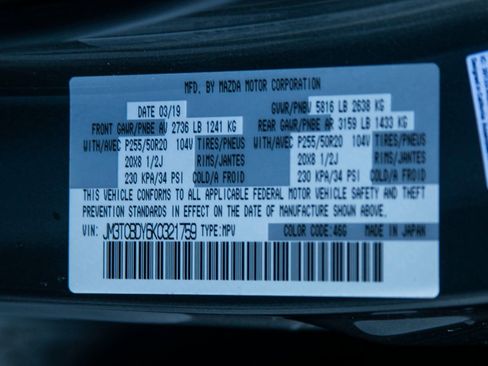 MFD. BY MAZDA MOTOR CORPORATION
DATE 03/19 GVWR/PNBV 5816 LB 2638 KG
FRONT GAWR/PNBE AV 2736 LB 1241 KG REAR GAWR/PNBE AR 3159 LB 1433 KG
WITH/AVEC P255/50R20 104V TIRES/PNEUS WITH/AVEC P255/50R20 104V TIRES/PNEUS
20X8 1/2J RIMS/JANTES 20X8 1/2J RIMS/JANTES
230 KPA/34 PSI COLD/A FROID 230 KPA/34 PSI COLD/A FROID
THIS VEHICLE CONFORMS TO ALL APPLICABLE FEDERAL MOTOR VEHICLE SAFETY AND THEFT
PREVENTION STANDARDS IN EFFECT ON THE DATE OF MANUFACTURE SHOWN ABOVE.
VIN: JM3TCBDY6K0321759 TYPE:MPV COLOR CODE:46G MADE IN JAPAN